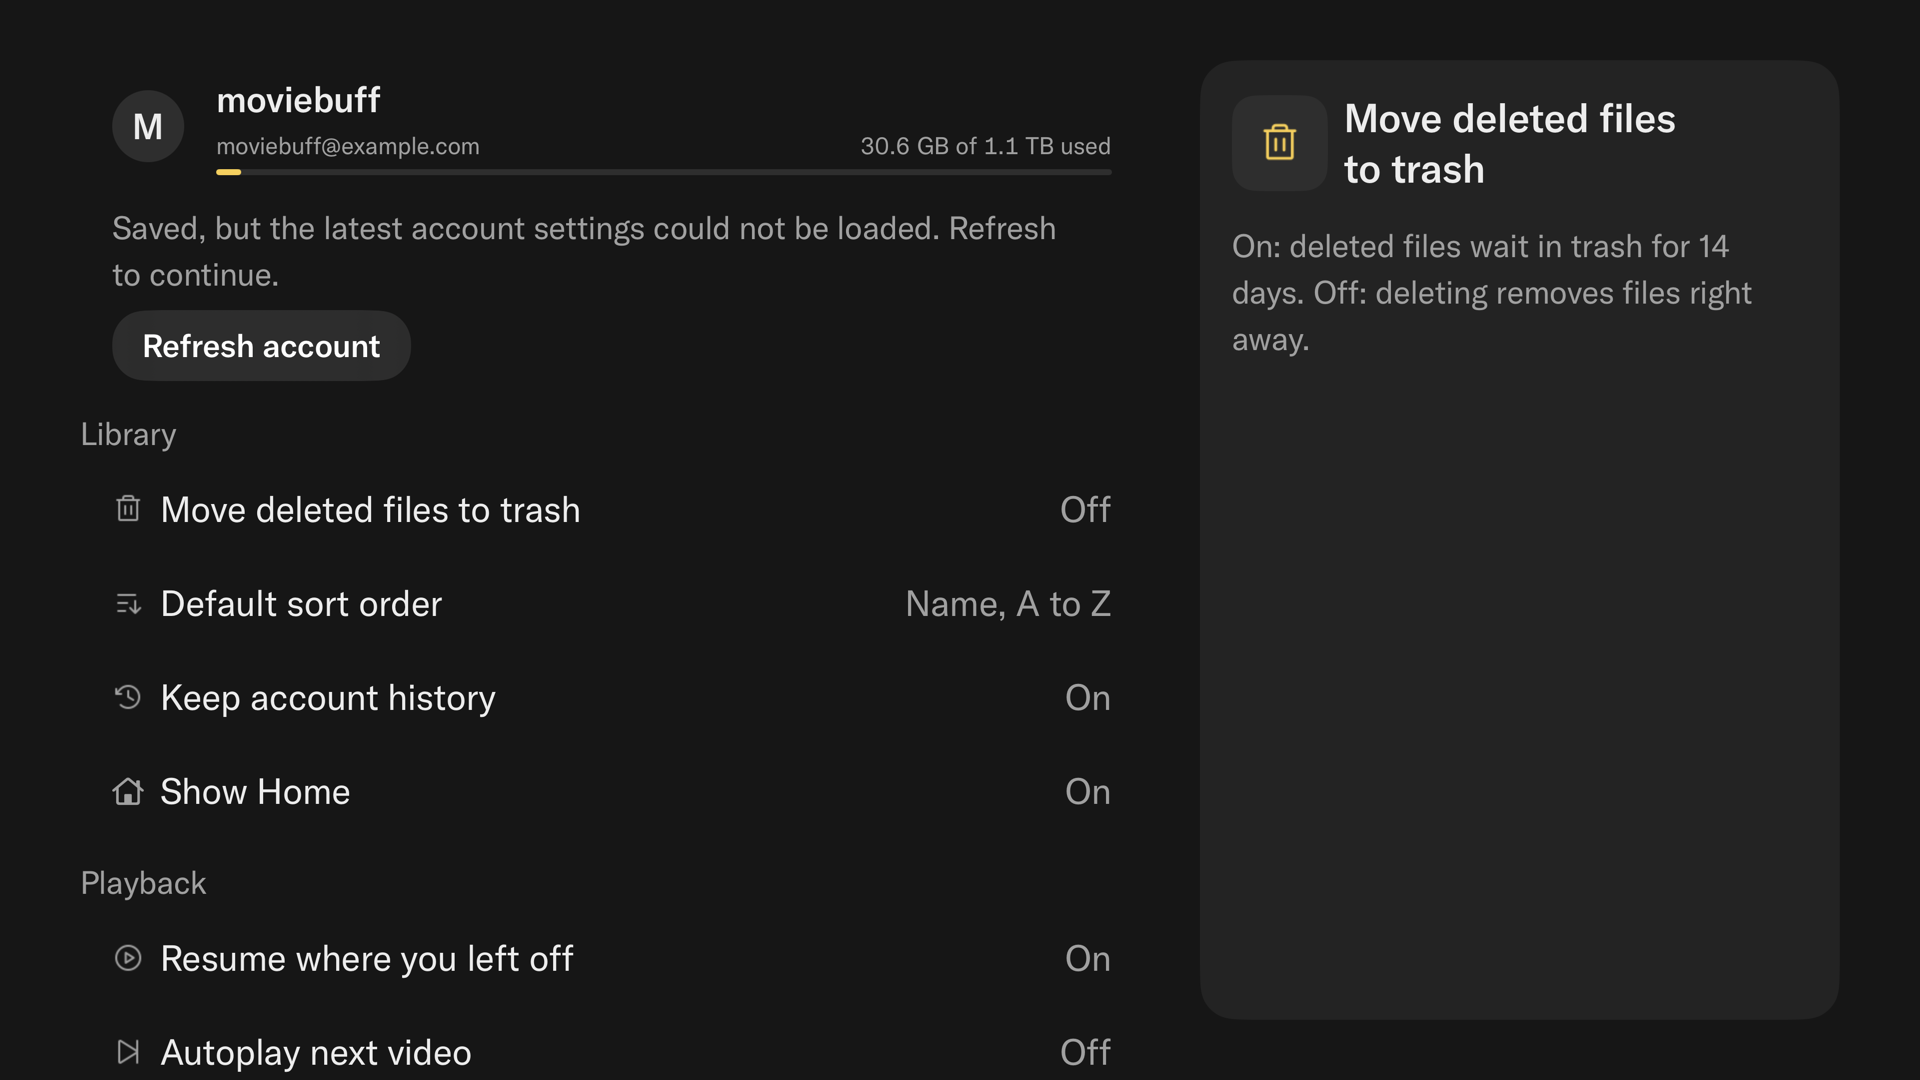 M
moviebuff
moviebuff@example.com
30.6 GB of 1.1 TB used
Saved, but the latest account settings could not be loaded. Refresh
to continue.
Refresh account
Library
Move deleted files to trash
Off
Default sort order
Name, A to Z
Keep account history
On
Show Home
On
Playback
Resume where you left off
On
Autoplay next video
Off
Move deleted files
to trash
On: deleted files wait in trash for 14
days. Off: deleting removes files right
away.